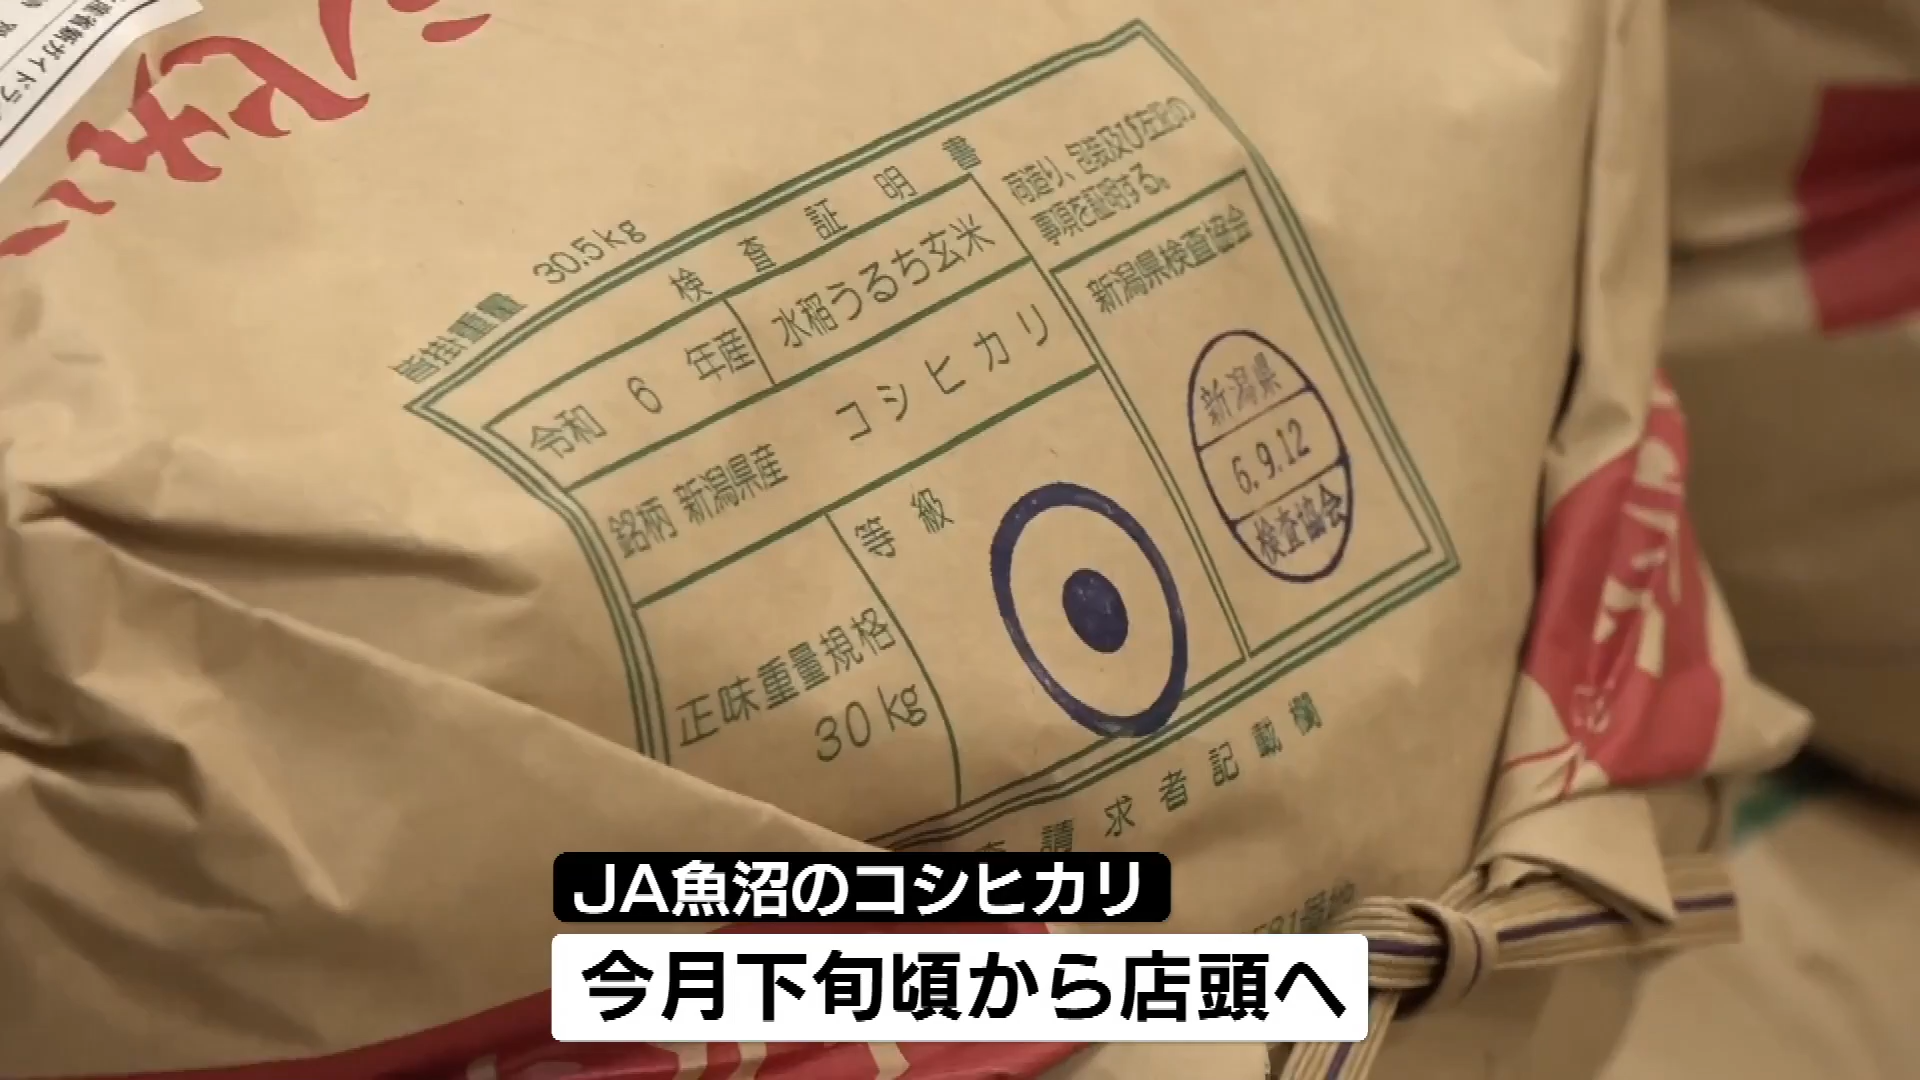 皆掛重量 30.5kg
検査証明書
荷造り、包装及び左記の
事項を証明する。
令和 6 年産 水稲うるち玄米
銘柄 新潟県産 コシヒカリ
新潟県検査協会
等級
新潟県
6.9.12
検査協会
正味重量規格
30kg
請求者記載欄
JA魚沼のコシヒカリ
今月下旬頃から店頭へ